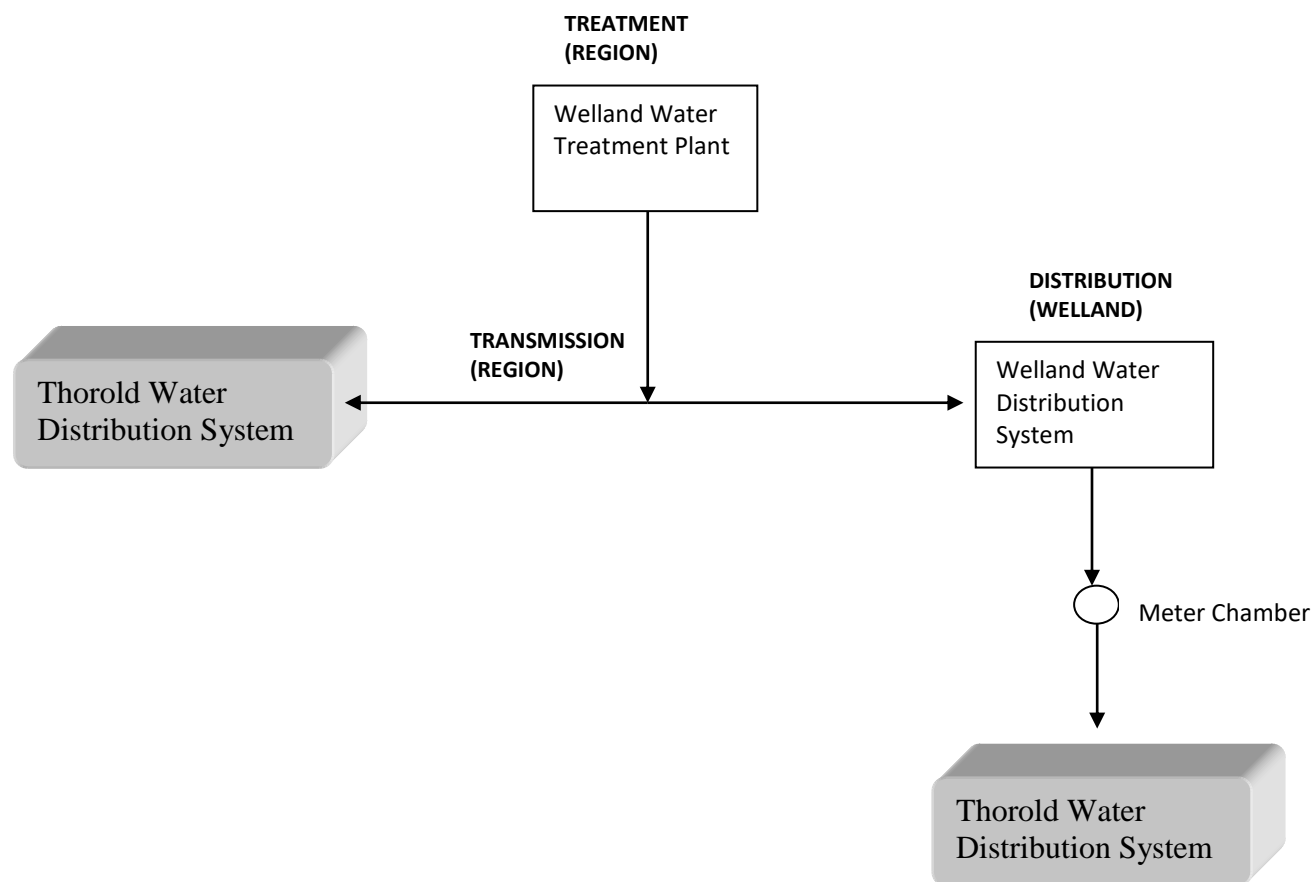 TREATMENT
(REGION)
Welland Water
Treatment Plant
DISTRIBUTION
(WELLAND)
TRANSMISSION
(REGION)
Thorold Water
Distribution System
Welland Water
Distribution
System
Meter Chamber
Thorold Water
Distribution System